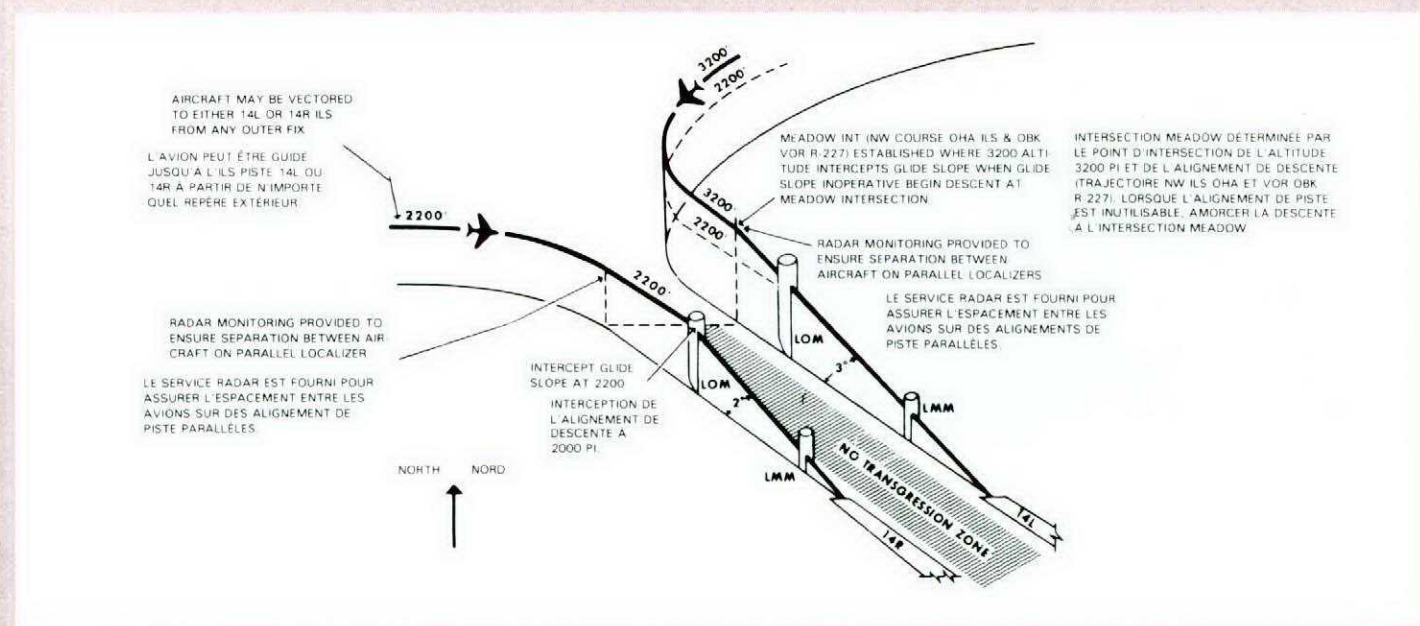 AIRCRAFT MAY BE VECTORED
TO EITHER 14L OR 14R ILS
FROM ANY OUTER FIX
L'AVION PEUT ÊTRE GUIDE
JUSQU'A L'ILS PISTE 14L OU
14R À PARTIR DE N'IMPORTE
QUEL REPÈRE EXTÉRIEUR
2200'
3200'
2200'
3200'
2200'
2200'
MEADOW INT (NW COURSE OHA ILS & OBK
VOR R-227) ESTABLISHED WHERE 3200 ALTI-
TUDE INTERCEPTS GLIDE SLOPE WHEN GLIDE
SLOPE INOPERATIVE BEGIN DESCENT AT
MEADOW INTERSECTION
INTERSECTION MEADOW DÉTERMINÉE PAR
LE POINT D'INTERSECTION DE L'ALTITUDE
3200 PI ET DE L'ALIGNEMENT DE DESCENTE
(TRAJECTOIRE NW ILS OHA ET VOR OBK
R 227). LORSQUE L'ALIGNEMENT DE PISTE
EST INUTILISABLE, AMORCER LA DESCENTE
A L'INTERSECTION MEADOW
RADAR MONITORING PROVIDED TO
ENSURE SEPARATION BETWEEN
AIRCRAFT ON PARALLEL LOCALIZERS
LE SERVICE RADAR EST FOURNI POUR
ASSURER L'ESPACEMENT ENTRE LES
AVIONS SUR DES ALIGNEMENTS DE
PISTE PARALLÈLES.
RADAR MONITORING PROVIDED TO
ENSURE SEPARATION BETWEEN AIR
CRAFT ON PARALLEL LOCALIZER
LE SERVICE RADAR EST FOURNI POUR
ASSURER L'ESPACEMENT ENTRE LES
AVIONS SUR DES ALIGNEMENT DE
PISTE PARALLÈLES.
INTERCEPT GLIDE
SLOPE AT 2200
INTERCEPTION DE
L'ALIGNEMENT DE
DESCENTE À
2000 PI.
LOM
LOM
2°
3°
LMM
LMM
NO TRANSGRESSION ZONE
14R
14L
NORTH NORD